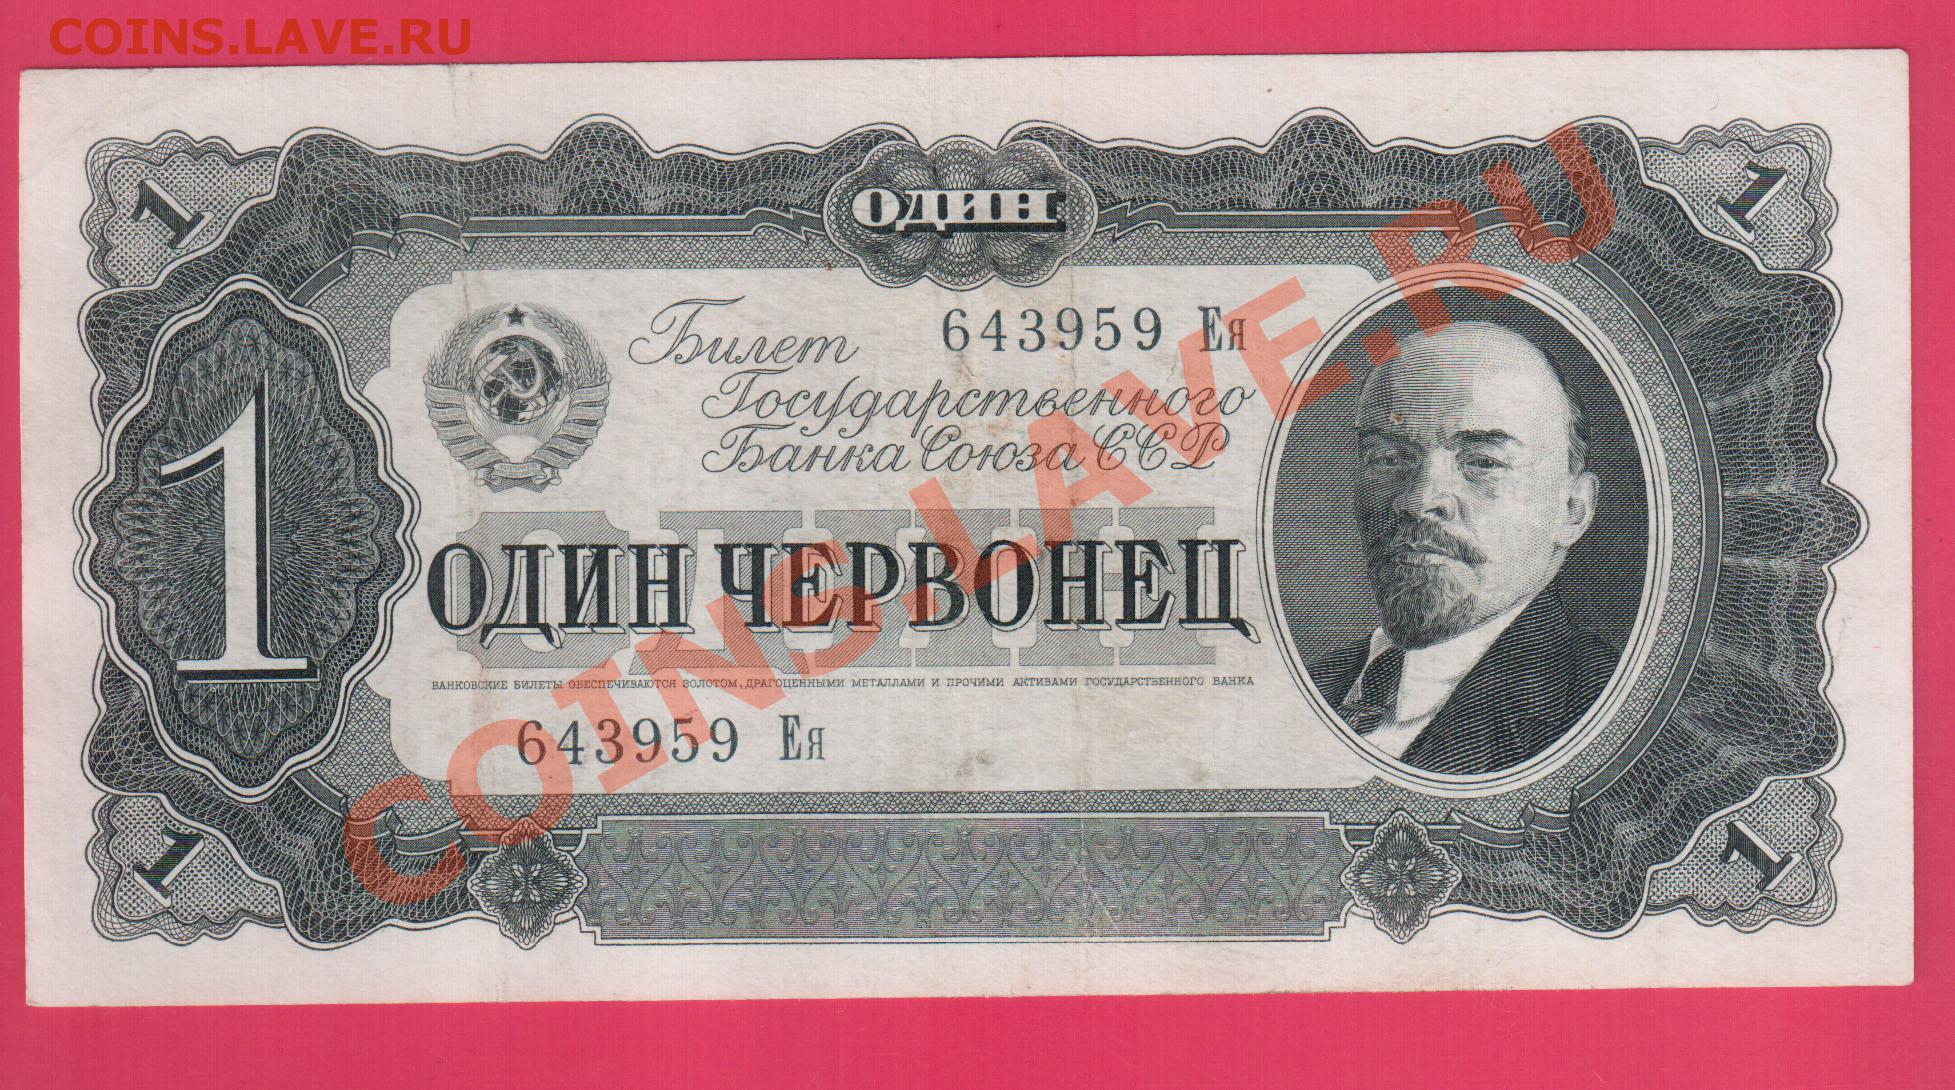 COINS.LAVE.RU
1
1
ОДИН
Билет
643959 Ея
Государственного
Банка Союза ССР
1
ОДИН
ОДИН ЧЕРВОНЕЦ
БАНКОВСКИЕ БИЛЕТЫ ОБЕСПЕЧИВАЮТСЯ ЗОЛОТОМ, ДРАГОЦЕННЫМИ МЕТАЛЛАМИ И ПРОЧИМИ АКТИВАМИ ГОСУДАРСТВЕННОГО БАНКА
643959 Ея
1
1
COINS.LAVE.RU